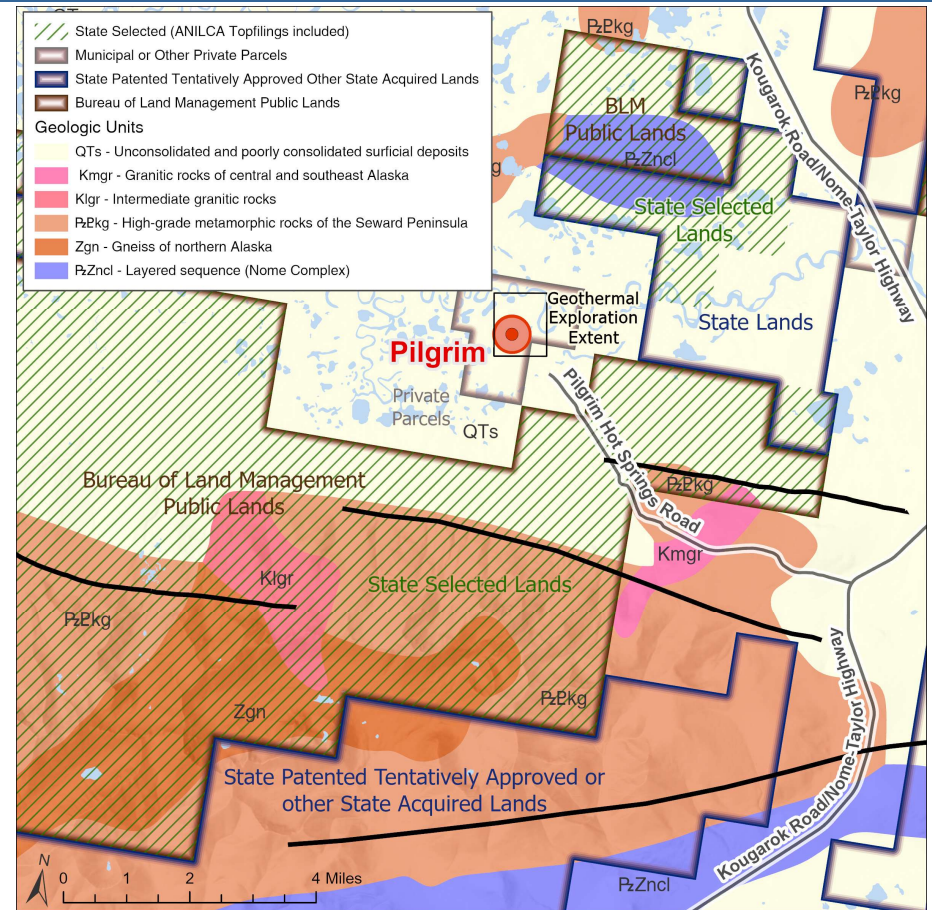 QTs
State Selected (ANILCA Topfilings included)
Municipal or Other Private Parcels
State Patented Tentatively Approved Other State Acquired Lands
Bureau of Land Management Public Lands
Geologic Units
QTs - Unconsolidated and poorly consolidated surficial deposits
Kmgr - Granitic rocks of central and southeast Alaska
Klgr - Intermediate granitic rocks
PzPkg - High-grade metamorphic rocks of the Seward Peninsula
Zgn - Gneiss of northern Alaska
PzZncl - Layered sequence (Nome Complex)
PzPkg
PzPkg
Kougarok Road/Nome-Taylor Highway
BLM
Public Lands
PzZncl
g
State Selected
Lands
Geothermal
Exploration
Extent
State Lands
Pilgrim
Private
Parcels
QTs
Pilgrim Hot Springs Road
Bureau of Land Management
Public Lands
PzPkg
Kmgr
Klgr
State Selected Lands
PzPkg
PzPkg
Zgn
State Patented Tentatively Approved or
other State Acquired Lands
Kougarok Road/Nome-Taylor Highway
PzZncl
N
0 1 2 4 Miles